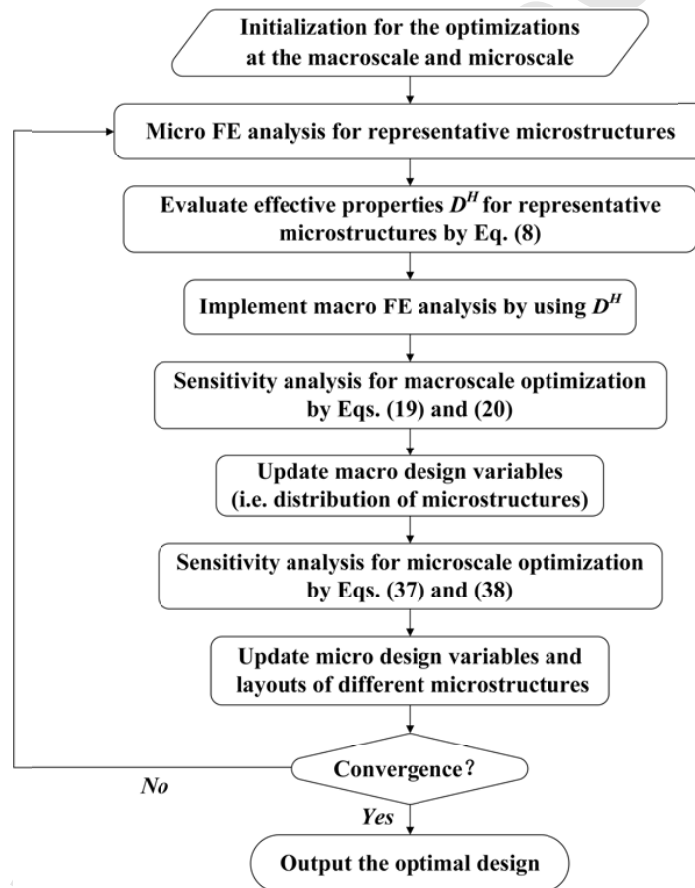 Initialization for the optimizations
at the macroscale and microscale
Micro FE analysis for representative microstructures
Evaluate effective properties D^H for representative
microstructures by Eq. (8)
Implement macro FE analysis by using D^H
Sensitivity analysis for macroscale optimization
by Eqs. (19) and (20)
Update macro design variables
(i.e. distribution of microstructures)
Sensitivity analysis for microscale optimization
by Eqs. (37) and (38)
Update micro design variables and
layouts of different microstructures
Convergence?
No
Yes
Output the optimal design